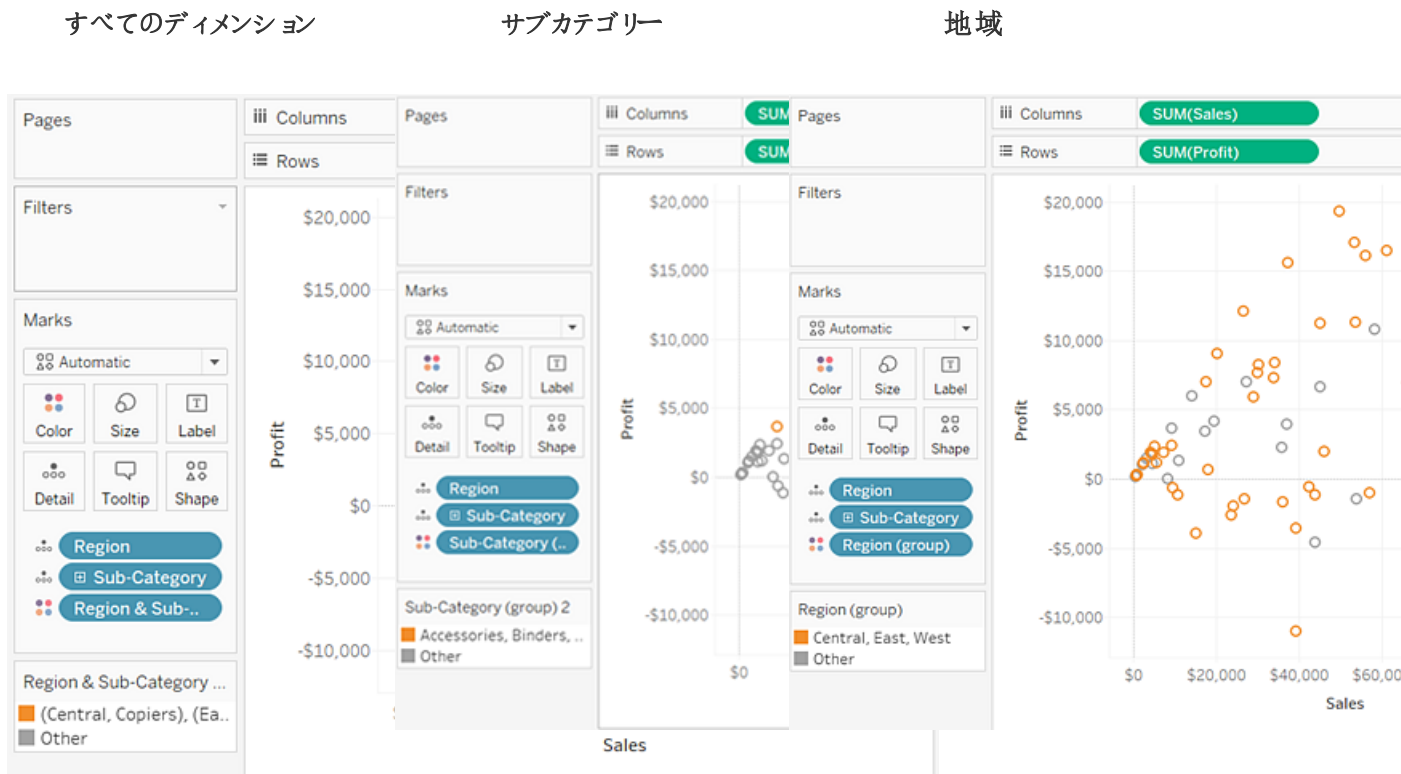 すべてのディメンション
サブカテゴリー
地域
Pages
Columns
Rows
Filters
Marks
Automatic
Color
Size
Label
Detail
Tooltip
Shape
Region
Sub-Category
Region & Sub-..
Region & Sub-Category ...
(Central, Copiers), (Ea..
Other
$20,000
$15,000
$10,000
$5,000
$0
-$5,000
-$10,000
Profit
Pages
Columns
SUM
Rows
SUM
Filters
Marks
Automatic
Color
Size
Label
Detail
Tooltip
Shape
Region
Sub-Category
Sub-Category (..
Sub-Category (group) 2
Accessories, Binders, ..
Other
$20,000
$15,000
$10,000
$5,000
$0
-$5,000
-$10,000
Profit
$0
Sales
Pages
Columns
SUM(Sales)
Rows
SUM(Profit)
Filters
Marks
Automatic
Color
Size
Label
Detail
Tooltip
Shape
Region
Sub-Category
Region (group)
Region (group)
Central, East, West
Other
$20,000
$15,000
$10,000
$5,000
$0
-$5,000
-$10,000
Profit
$0
$20,000
$40,000
$60,00
Sales